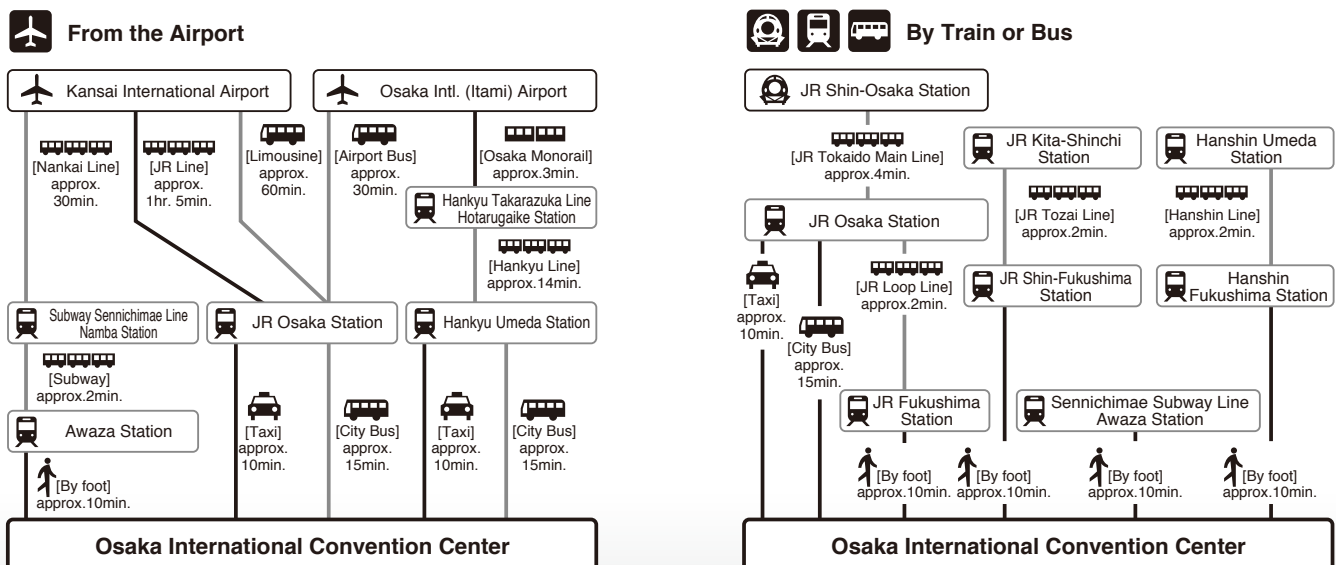 From the Airport
Kansai International Airport
Osaka Intl. (Itami) Airport
[Nankai Line]
approx.
30min.
[JR Line]
approx.
1hr. 5min.
[Limousine]
approx.
60min.
[Airport Bus]
approx.
30min.
[Osaka Monorail]
approx.3min.
Hankyu Takarazuka Line
Hotarugaike Station
[Hankyu Line]
approx.14min.
Subway Sennichimae Line
Namba Station
JR Osaka Station
Hankyu Umeda Station
[Subway]
approx.2min.
Awaza Station
[By foot]
approx.10min.
[Taxi]
approx.
10min.
[City Bus]
approx.
15min.
[Taxi]
approx.
10min.
[City Bus]
approx.
15min.
Osaka International Convention Center
By Train or Bus
JR Shin-Osaka Station
[JR Tokaido Main Line]
approx.4min.
JR Kita-Shinchi
Station
Hanshin Umeda
Station
JR Osaka Station
[JR Tozai Line]
approx.2min.
[Hanshin Line]
approx.2min.
[Taxi]
approx.
10min.
[City Bus]
approx.
15min.
[JR Loop Line]
approx.2min.
JR Shin-Fukushima
Station
Hanshin
Fukushima Station
JR Fukushima
Station
Sennichimae Subway Line
Awaza Station
[By foot]
approx.10min.
[By foot]
approx.10min.
[By foot]
approx.10min.
[By foot]
approx.10min.
Osaka International Convention Center